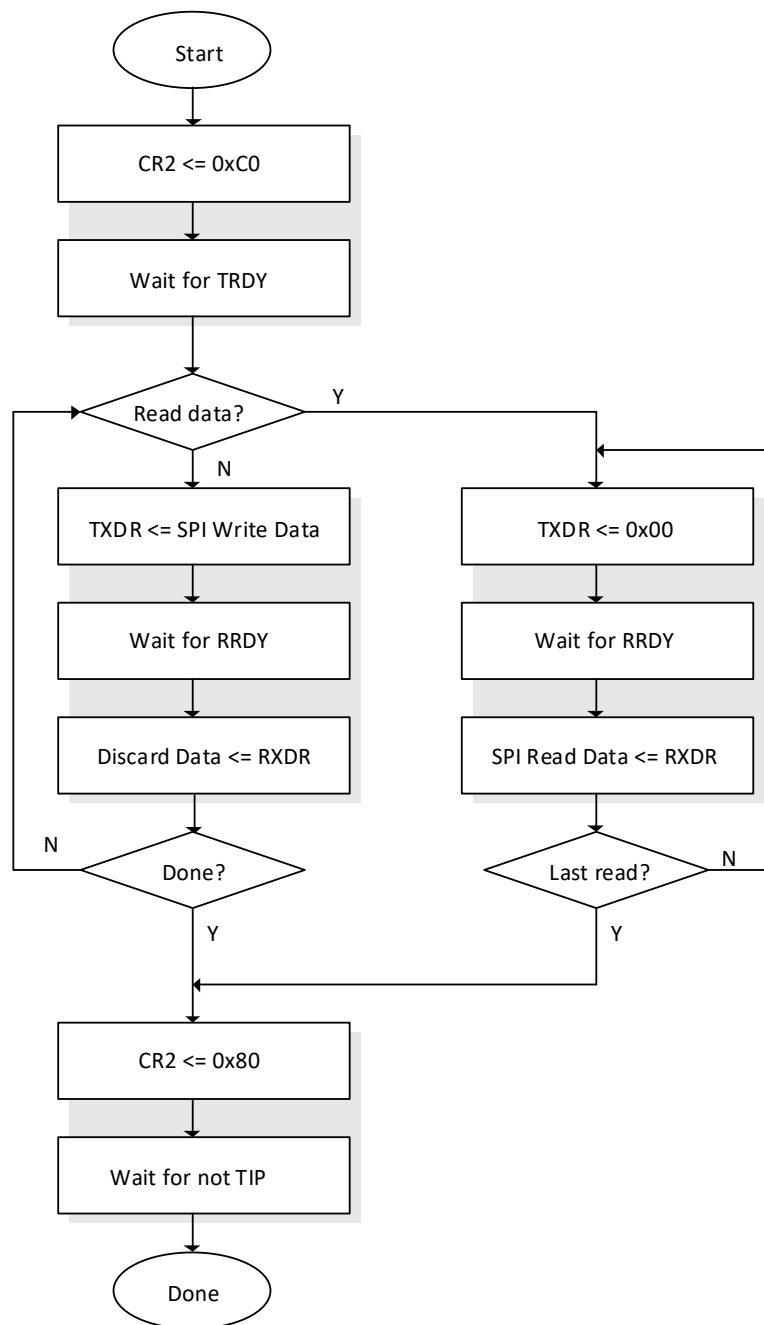 Start
CR2 <= 0xC0
Wait for TRDY
Read data?
Y
N
TXDR <= SPI Write Data
TXDR <= 0x00
Wait for RRDY
Wait for RRDY
Discard Data <= RXDR
SPI Read Data <= RXDR
N
Done?
Last read?
N
Y
Y
CR2 <= 0x80
Wait for not TIP
Done